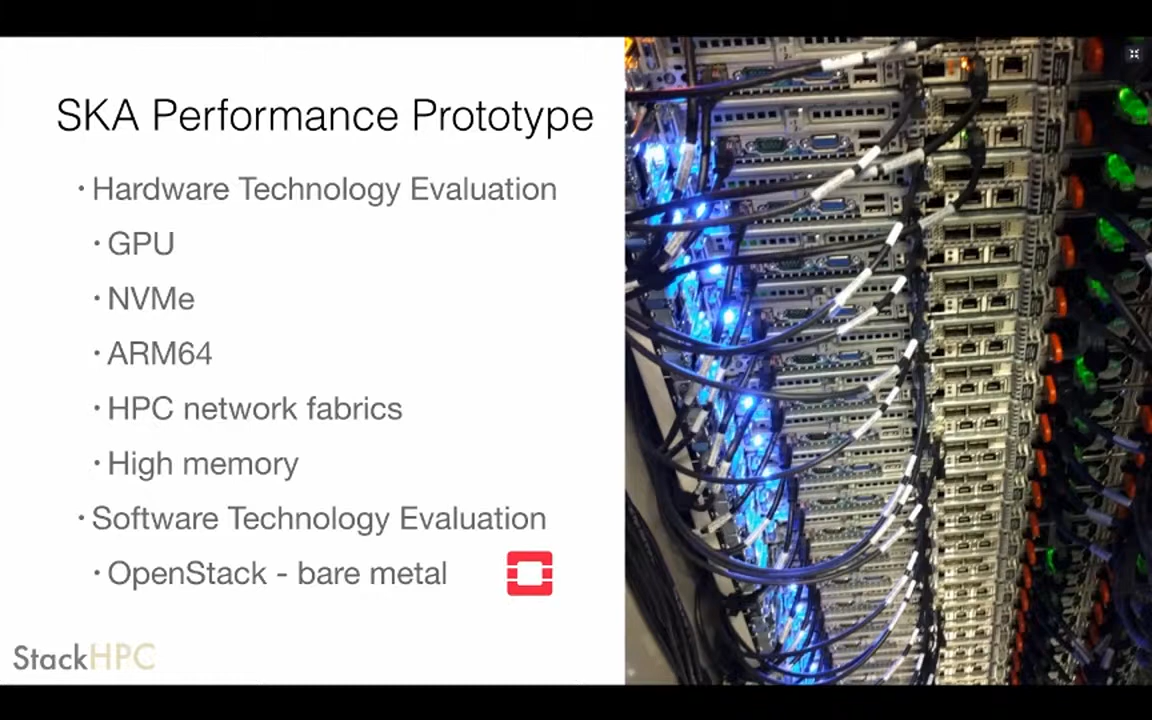 SKA Performance Prototype
• Hardware Technology Evaluation
• GPU
• NVMe
• ARM64
• HPC network fabrics
• High memory
• Software Technology Evaluation
• OpenStack - bare metal
StackHPC